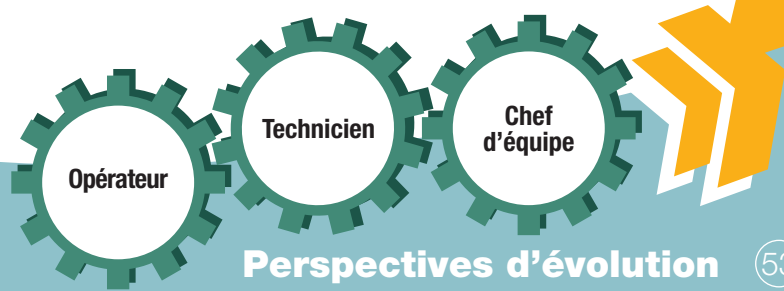 Opérateur
Technicien
Chef
d'équipe
Perspectives d'évolution
53